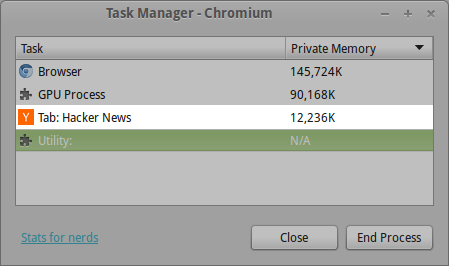 Task Manager - Chromium
Task Private Memory
Browser 145,724K
GPU Process 90,168K
Y Tab: Hacker News 12,236K
Utility: N/A
Stats for nerds Close End Process